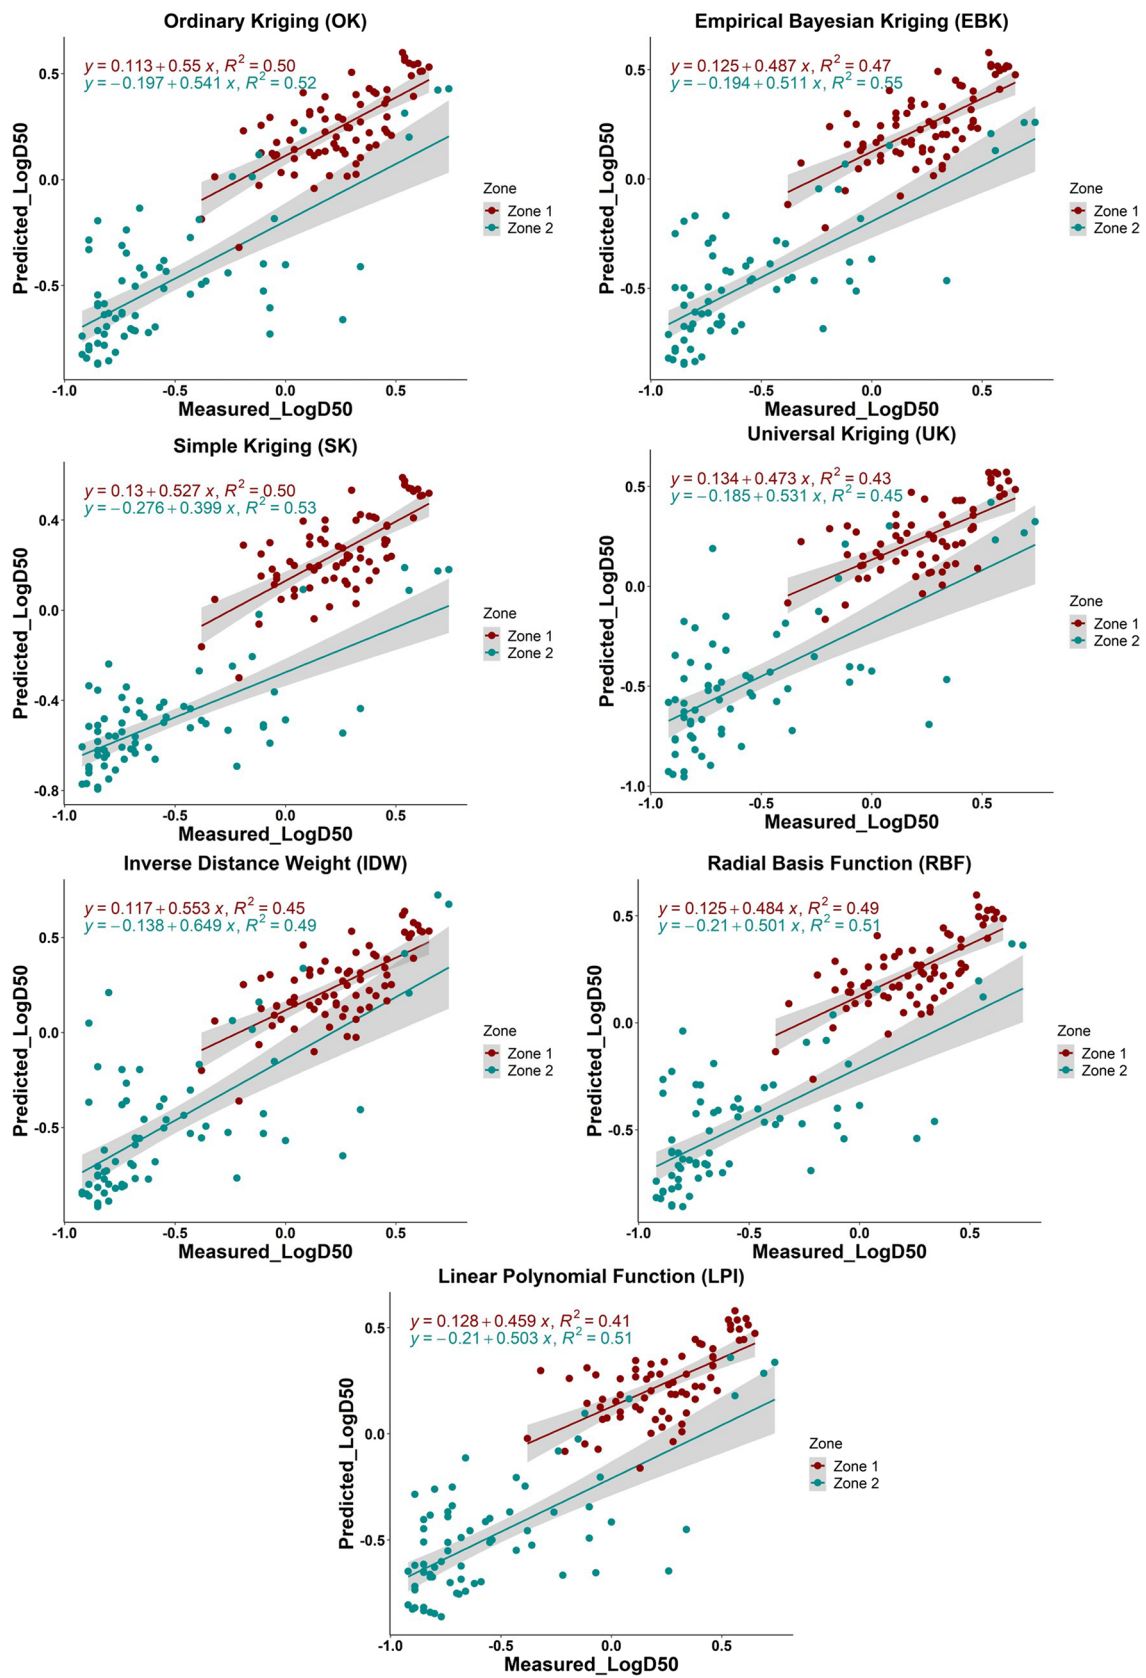 Ordinary Kriging (OK)
y = 0.113 + 0.55 x, R² = 0.50
y = −0.197 + 0.541 x, R² = 0.52
0.5
0.0
-0.5
Predicted_LogD50
-1.0 -0.5 0.0 0.5
Measured_LogD50
Zone
Zone 1
Zone 2
Empirical Bayesian Kriging (EBK)
y = 0.125 + 0.487 x, R² = 0.47
y = −0.194 + 0.511 x, R² = 0.55
0.5
0.0
-0.5
Predicted_LogD50
-1.0 -0.5 0.0 0.5
Measured_LogD50
Zone
Zone 1
Zone 2
Simple Kriging (SK)
y = 0.13 + 0.527 x, R² = 0.50
y = −0.276 + 0.399 x, R² = 0.53
0.4
0.0
-0.4
-0.8
Predicted_LogD50
-1.0 -0.5 0.0 0.5
Measured_LogD50
Zone
Zone 1
Zone 2
Universal Kriging (UK)
y = 0.134 + 0.473 x, R² = 0.43
y = −0.185 + 0.531 x, R² = 0.45
0.5
0.0
-0.5
-1.0
Predicted_LogD50
-1.0 -0.5 0.0 0.5
Measured_LogD50
Zone
Zone 1
Zone 2
Inverse Distance Weight (IDW)
y = 0.117 + 0.553 x, R² = 0.45
y = −0.138 + 0.649 x, R² = 0.49
0.5
0.0
-0.5
Predicted_LogD50
-1.0 -0.5 0.0 0.5
Measured_LogD50
Zone
Zone 1
Zone 2
Radial Basis Function (RBF)
y = 0.125 + 0.484 x, R² = 0.49
y = −0.21 + 0.501 x, R² = 0.51
0.5
0.0
-0.5
Predicted_LogD50
-1.0 -0.5 0.0 0.5
Measured_LogD50
Zone
Zone 1
Zone 2
Linear Polynomial Function (LPI)
y = 0.128 + 0.459 x, R² = 0.41
y = −0.21 + 0.503 x, R² = 0.51
0.5
0.0
-0.5
Predicted_LogD50
-1.0 -0.5 0.0 0.5
Measured_LogD50
Zone
Zone 1
Zone 2